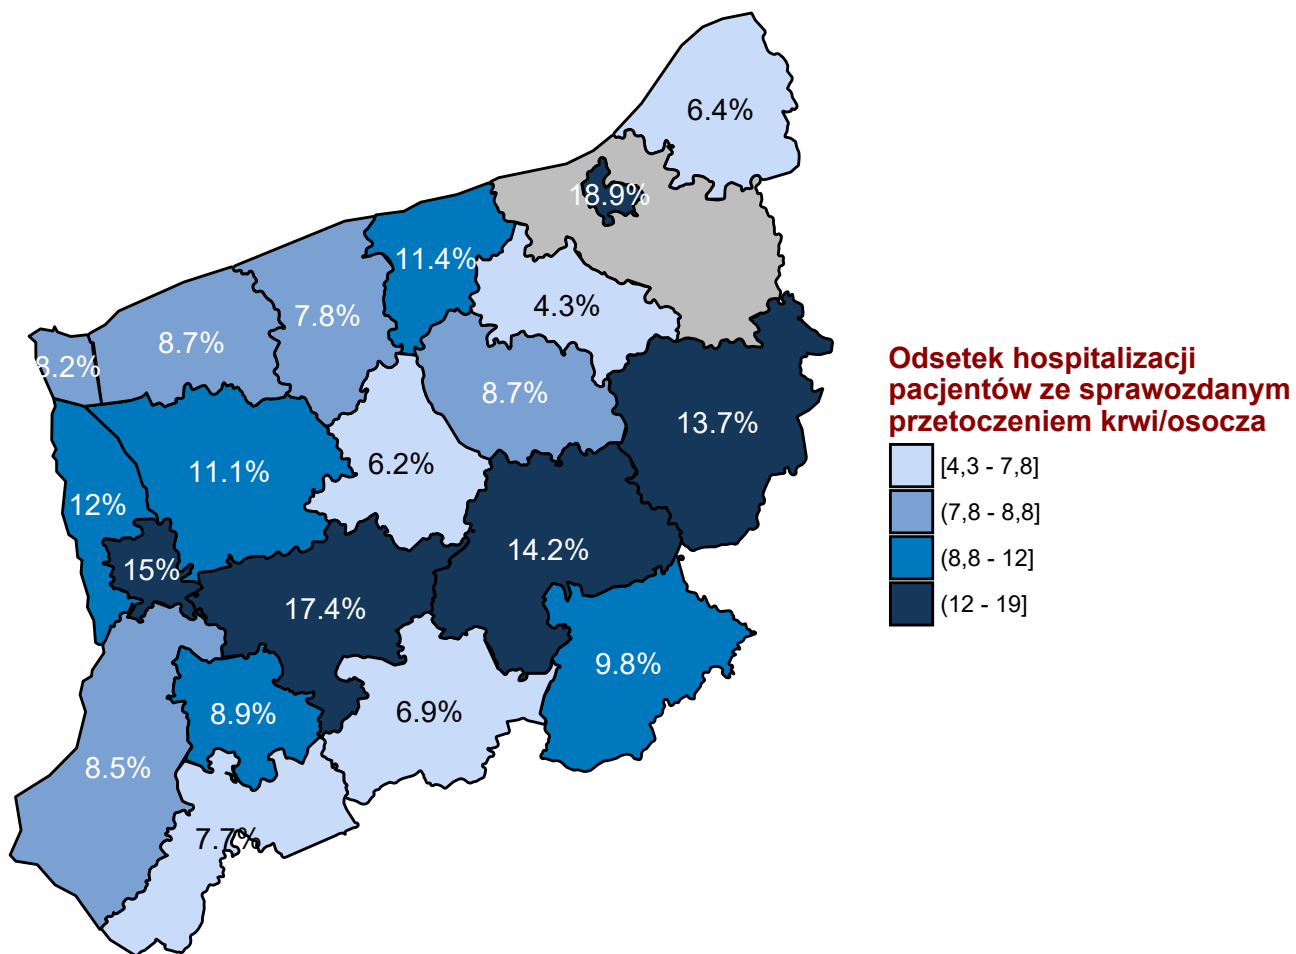 6.4%
18.9%
11.4%
4.3%
7.8%
8.7%
8.2%
8.7%
13.7%
6.2%
11.1%
12%
14.2%
15%
17.4%
9.8%
6.9%
8.9%
8.5%
7.7%
Odsetek hospitalizacji
pacjentów ze sprawozdanym
przetoczeniem krwi/osocza
[4,3 - 7,8]
(7,8 - 8,8]
(8,8 - 12]
(12 - 19]